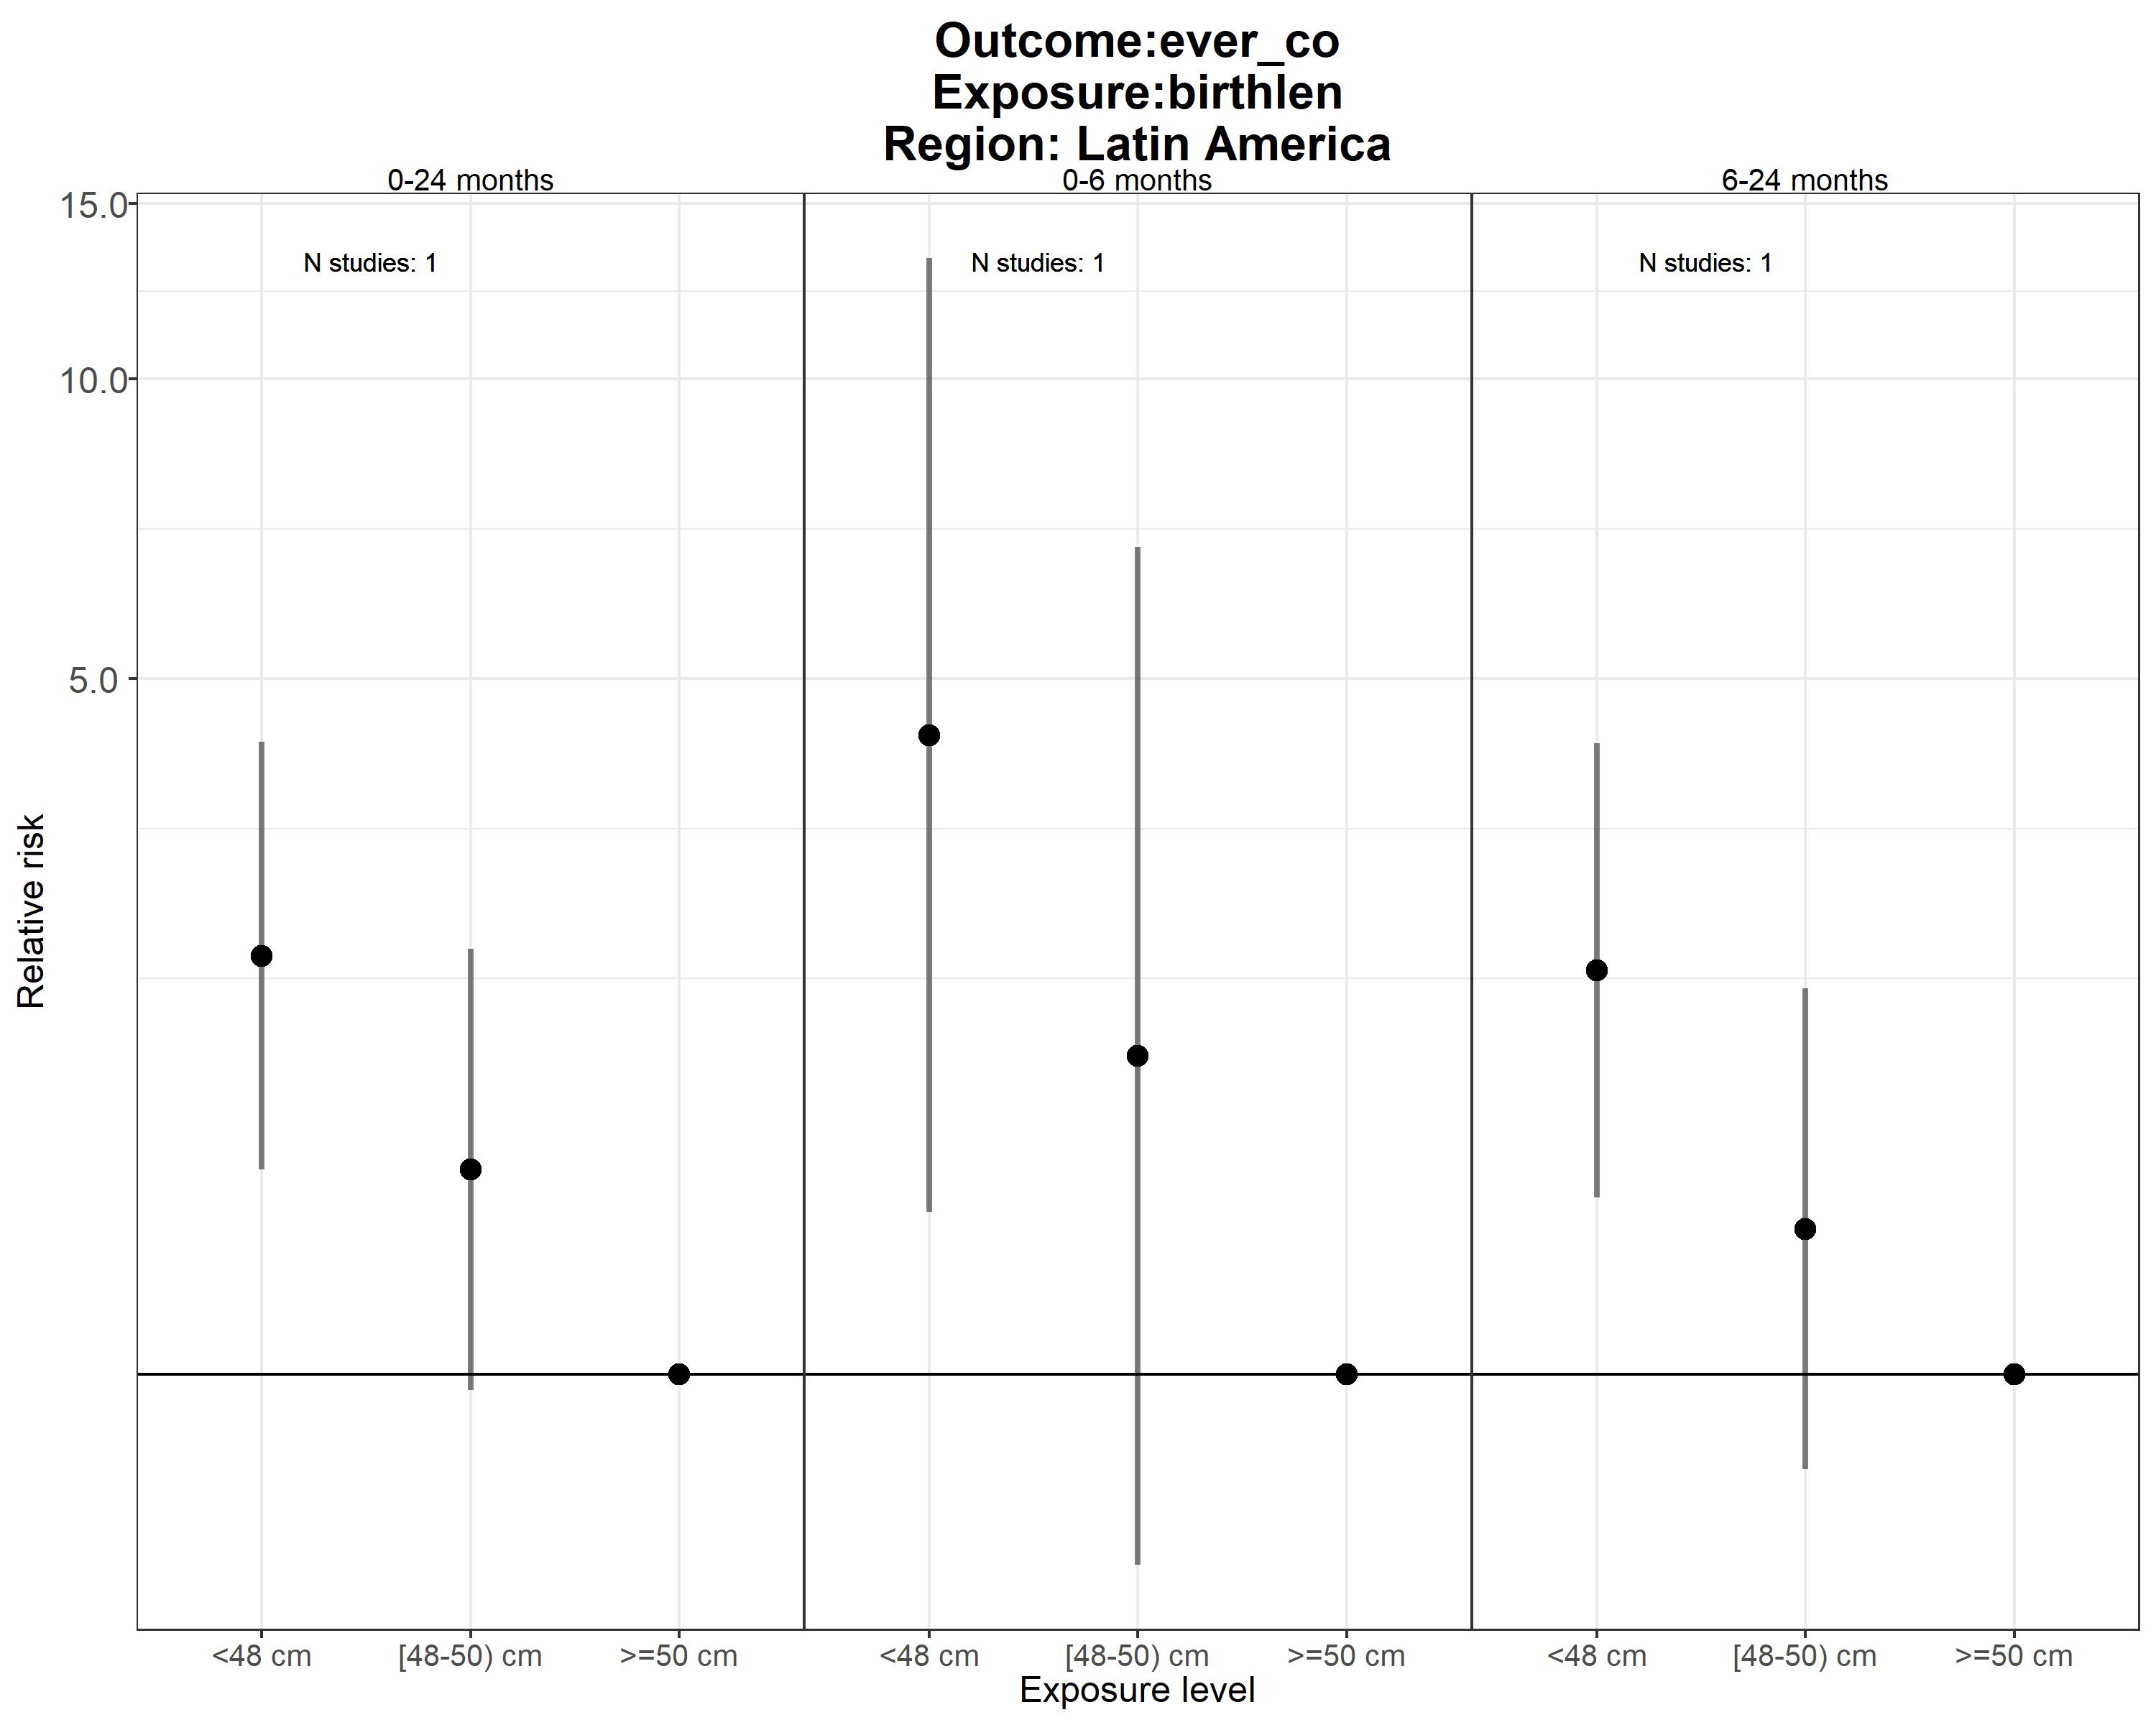 Outcome:ever_co
Exposure:birthlen
Region: Latin America
0-24 months
0-6 months
6-24 months
N studies: 1
N studies: 1
N studies: 1
15.0
10.0
5.0
Relative risk
<48 cm
[48-50) cm
>=50 cm
<48 cm
[48-50) cm
>=50 cm
<48 cm
[48-50) cm
>=50 cm
Exposure level